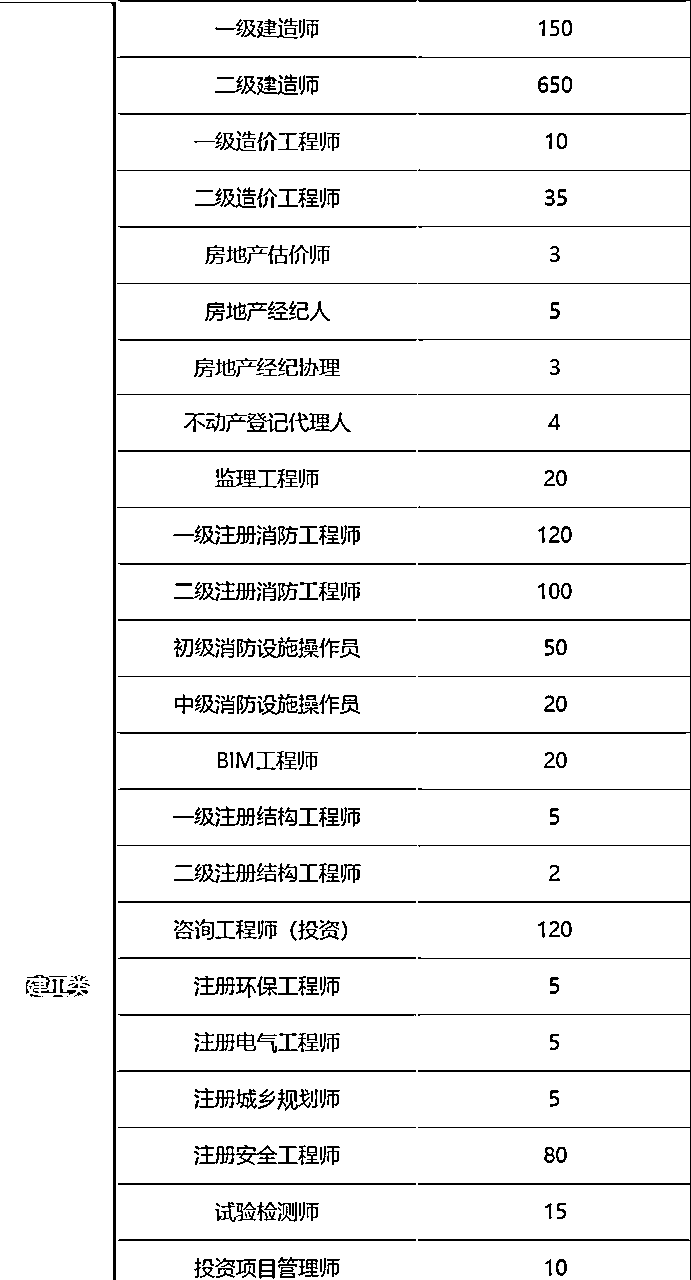 一级建造师 150
二级建造师 650
一级造价工程师 10
二级造价工程师 35
房地产估价师 3
房地产经纪人 5
房地产经纪协理 3
不动产登记代理人 4
监理工程师 20
一级注册消防工程师 120
二级注册消防工程师 100
初级消防设施操作员 50
中级消防设施操作员 20
BIM工程师 20
一级注册结构工程师 5
二级注册结构工程师 2
咨询工程师（投资） 120
建工类
注册环保工程师 5
注册电气工程师 5
注册城乡规划师 5
注册安全工程师 80
试验检测师 15
投资项目管理师 10